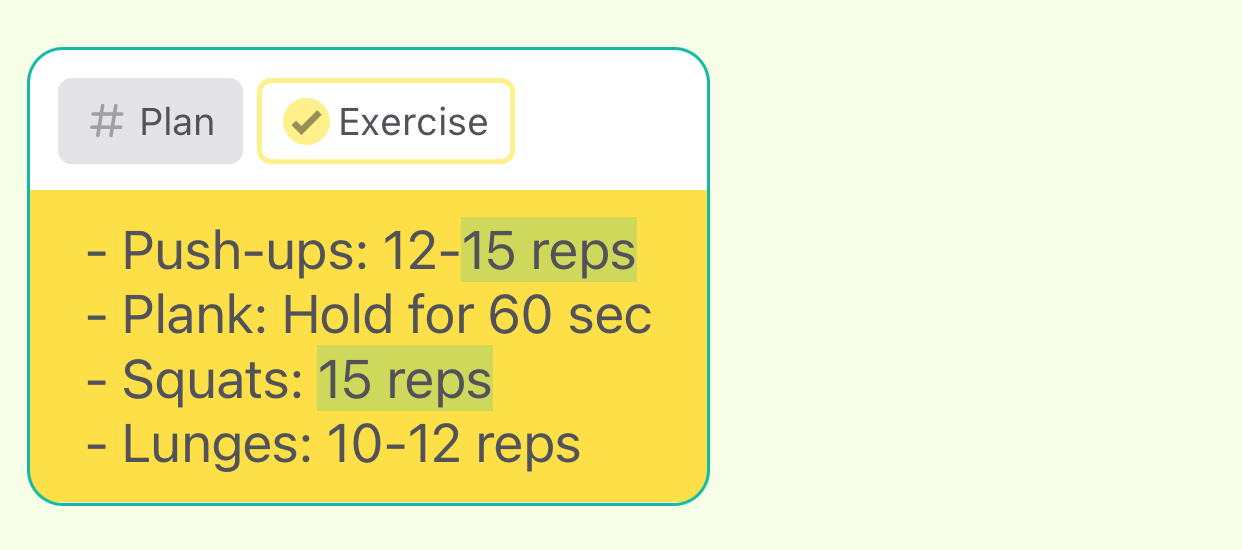 # Plan Exercise
- Push-ups: 12-15 reps
- Plank: Hold for 60 sec
- Squats: 15 reps
- Lunges: 10-12 reps